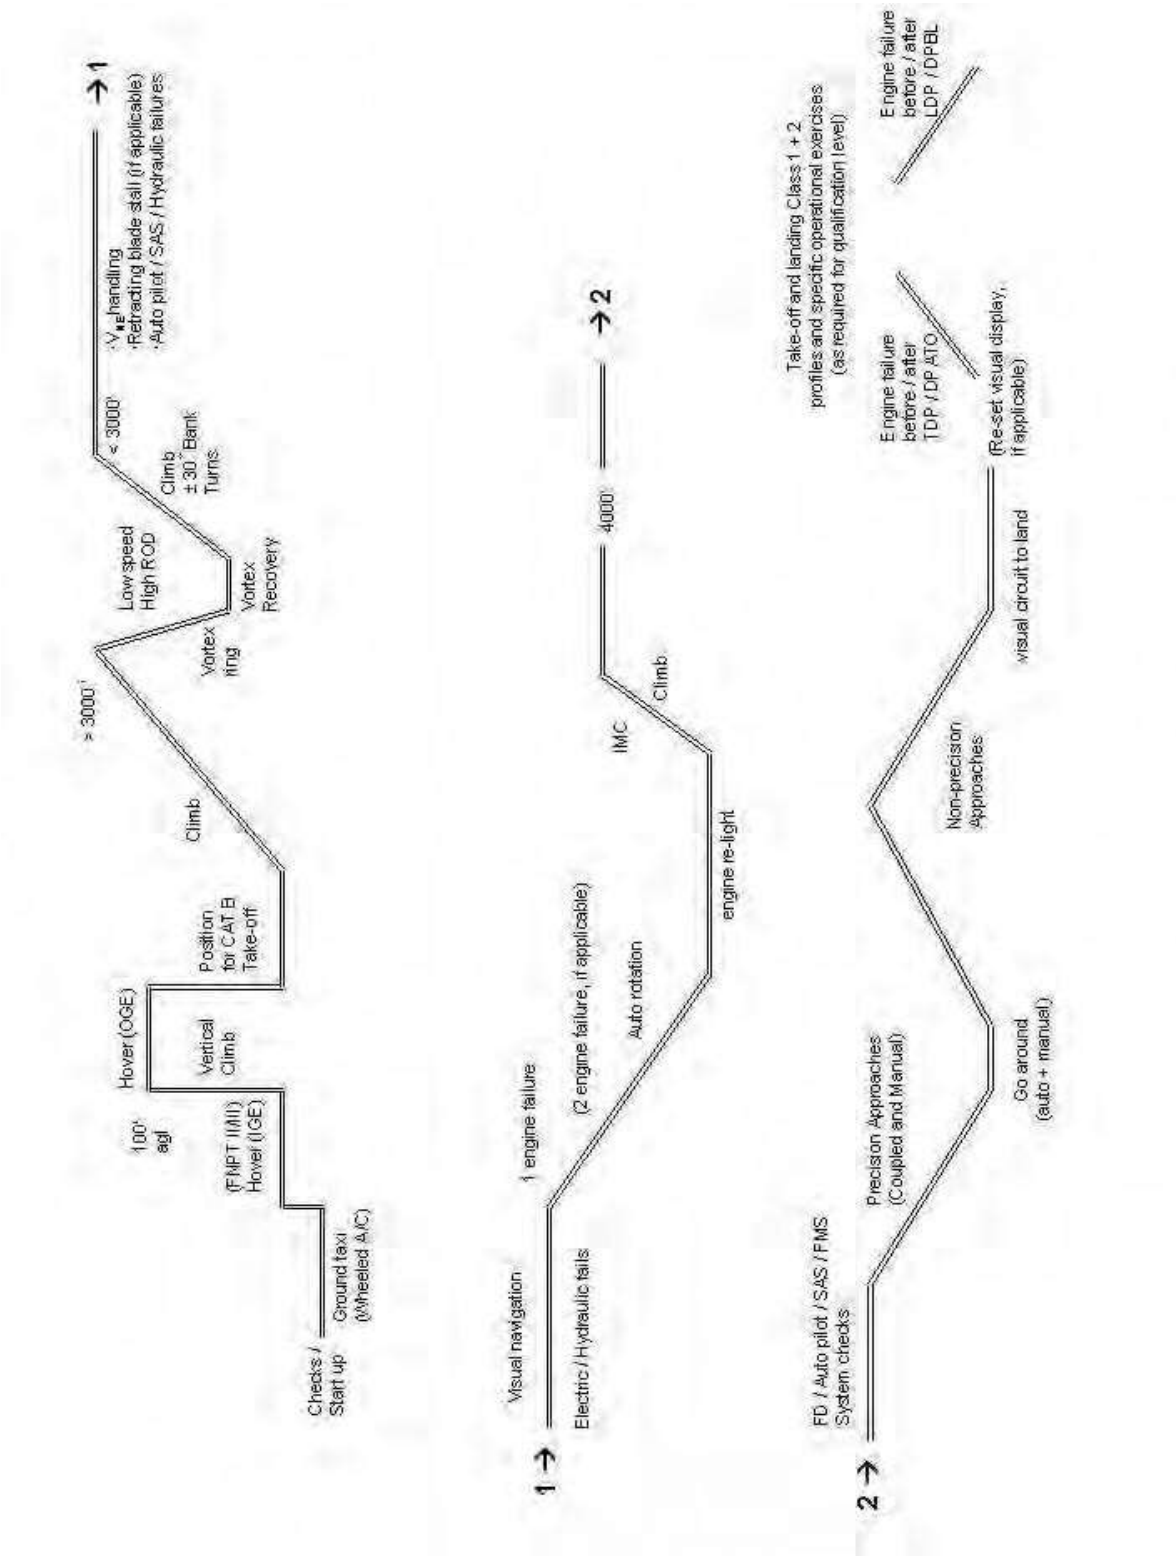 Checks /
Start up
Ground taxi
(Wheeled A/C)
(FNPT II/III)
Hover (IGE)
100'
agl
Hover (OGE)
Vertical
Climb
Position
for CAT B
Take-off
Climb
> 3000'
Vortex
ring
Low speed
High ROD
Vortex
Recovery
Climb
± 30° Bank
Turns
< 3000'
·VNE handling
·Retracting blade stall (if applicable)
·Auto pilot / SAS / Hydraulic failures
→ 1
1 →
Visual navigation
Electric / Hydraulic fails
1 engine failure
(2 engine failure, if applicable)
Auto rotation
engine re-light
IMC
Climb
4000'
→ 2
2 →
FD / Auto pilot / SAS / FMS
System checks
Precision Approaches
(Coupled and Manual)
Go around
(auto + manual)
Non-precision
Approaches
visual circuit to land
(Re-set visual display,
if applicable)
Take-off and landing Class 1 + 2
profiles and specific operational exercises
(as required for qualification level)
Engine failure
before / after
TDP / DP ATO
Engine failure
before / after
LDP / DPBL